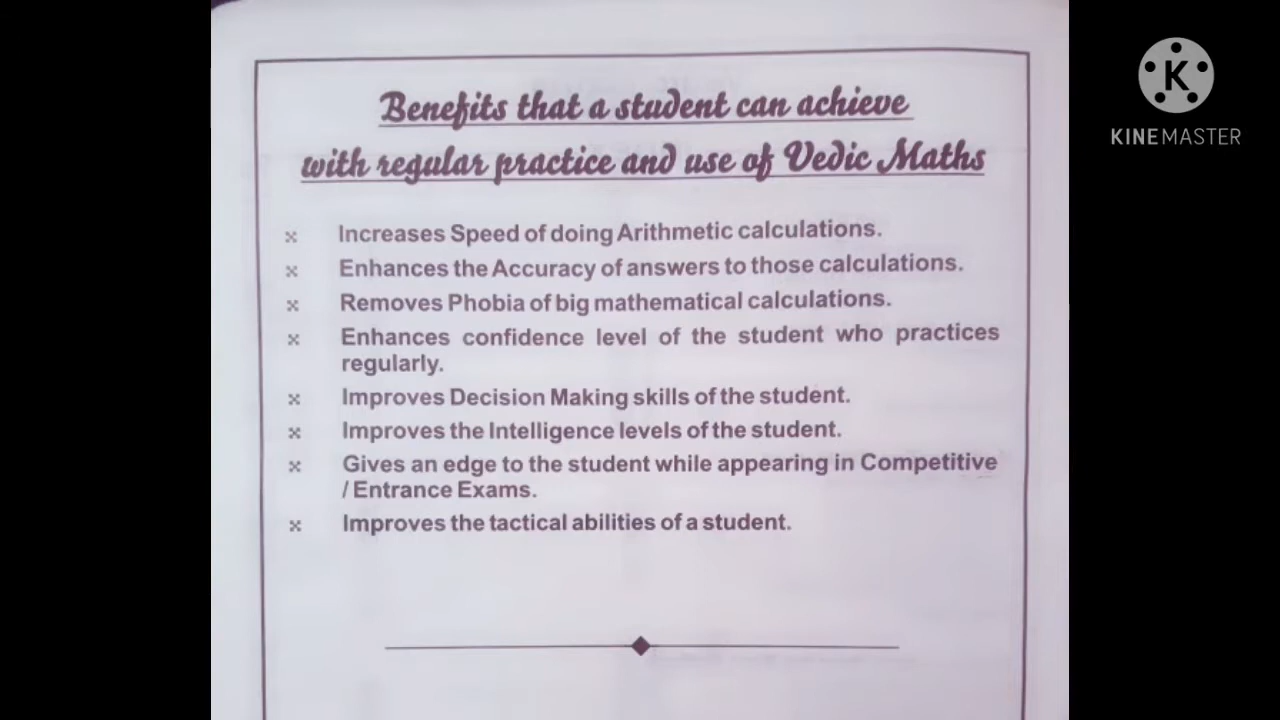 Benefits that a student can achieve
with regular practice and use of Vedic Maths
Increases Speed of doing Arithmetic calculations.
Enhances the Accuracy of answers to those calculations.
Removes Phobia of big mathematical calculations.
Enhances confidence level of the student who practices
regularly.
Improves Decision Making skills of the student.
Improves the Intelligence levels of the student.
Gives an edge to the student while appearing in Competitive
/ Entrance Exams.
Improves the tactical abilities of a student.
K
KINEMASTER